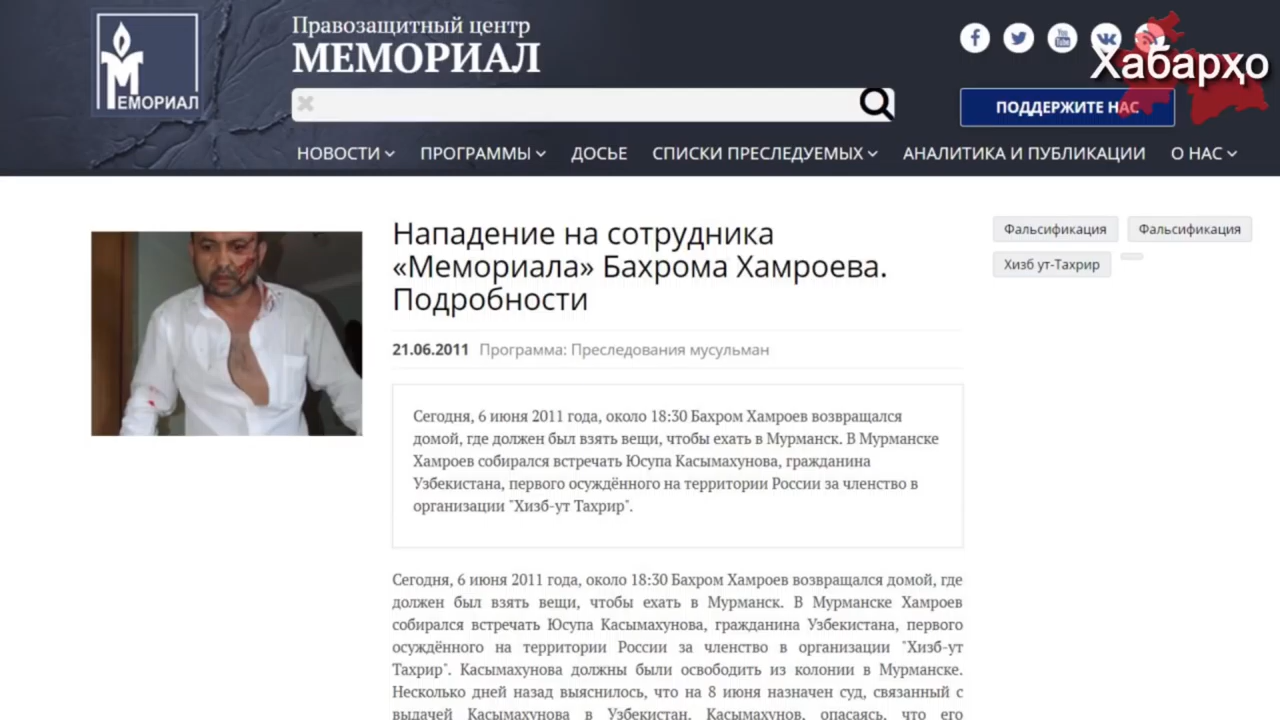 Правозащитный центр
МЕМОРИАЛ
МЕМОРИАЛ
Хабарҳо
ПОДДЕРЖИТЕ НАС
НОВОСТИ ПРОГРАММЫ ДОСЬЕ СПИСКИ ПРЕСЛЕДУЕМЫХ АНАЛИТИКА И ПУБЛИКАЦИИ О НАС
Нападение на сотрудника
«Мемориала» Бахрома Хамроева.
Подробности
21.06.2011 Программа: Преследования мусульман
Фальсификация Фальсификация
Хизб ут-Тахрир
Сегодня, 6 июня 2011 года, около 18:30 Бахром Хамроев возвращался
домой, где должен был взять вещи, чтобы ехать в Мурманск. В Мурманске
Хамроев собирался встречать Юсупа Касымахунова, гражданина
Узбекистана, первого осуждённого на территории России за членство в
организации "Хизб-ут Тахрир".
Сегодня, 6 июня 2011 года, около 18:30 Бахром Хамроев возвращался домой, где
должен был взять вещи, чтобы ехать в Мурманск. В Мурманске Хамроев
собирался встречать Юсупа Касымахунова, гражданина Узбекистана, первого
осуждённого на территории России за членство в организации "Хизб-ут
Тахрир". Касымахунова должны были освободить из колонии в Мурманске.
Несколько дней назад выяснилось, что на 8 июня назначен суд, связанный с
выдачей Касымахунова в Узбекистан. Касымахунов, опасаясь, что его